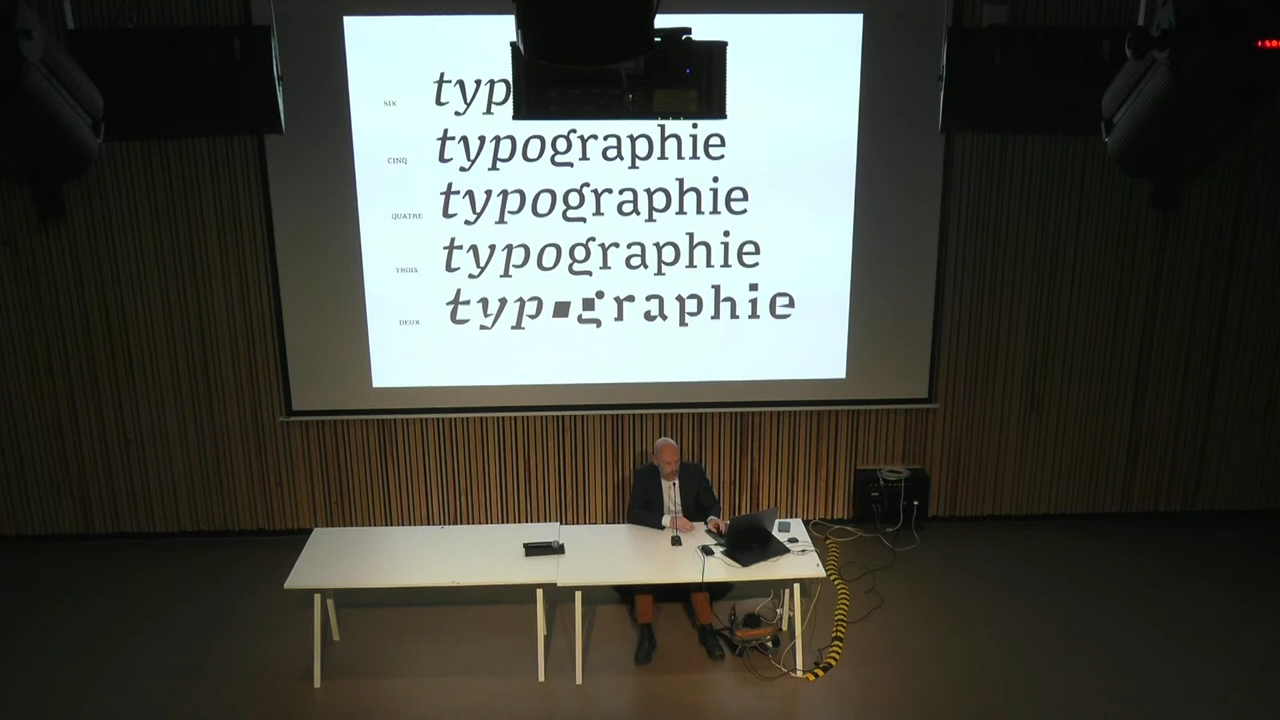 SIX typ
CINQ typographie
QUATRE typographie
TROIS typographie
DEUX typ graphie